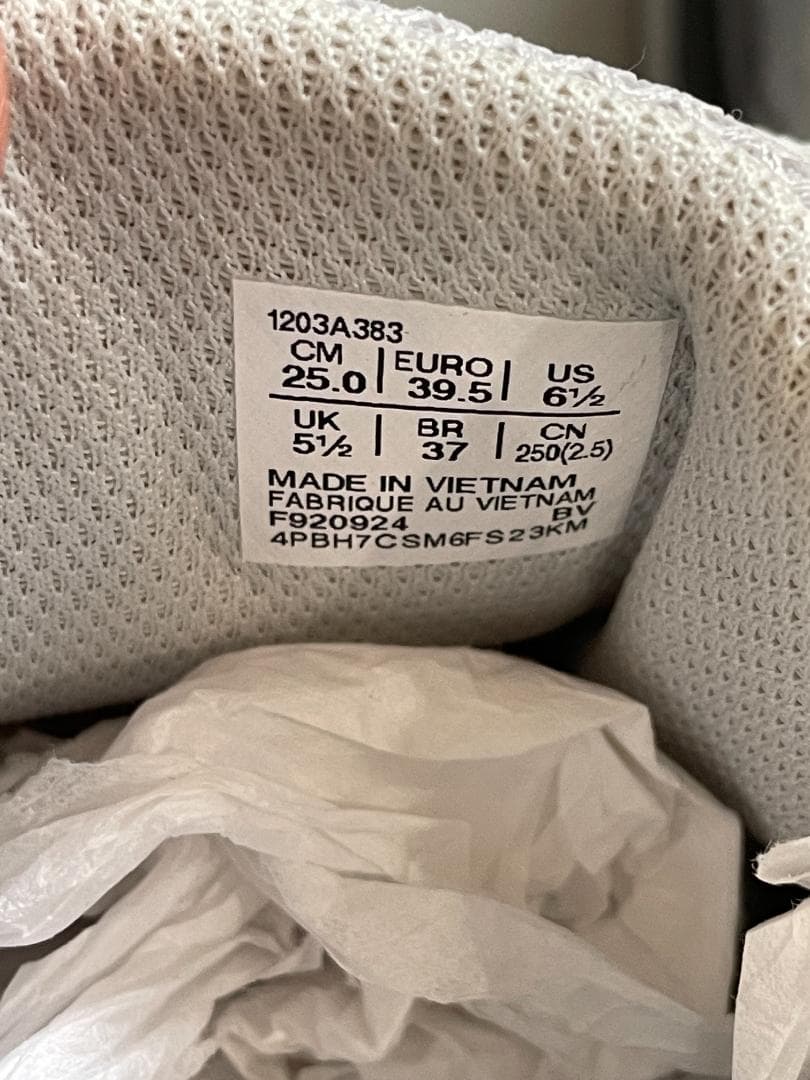 1203A383
CM | EURO | US
25.0 | 39.5 | 6½
UK | BR | CN
5½ | 37 | 250(2.5)
MADE IN VIETNAM
FABRIQUE AU VIETNAM
F920924 BV
4PBH7CSM6FS23KM